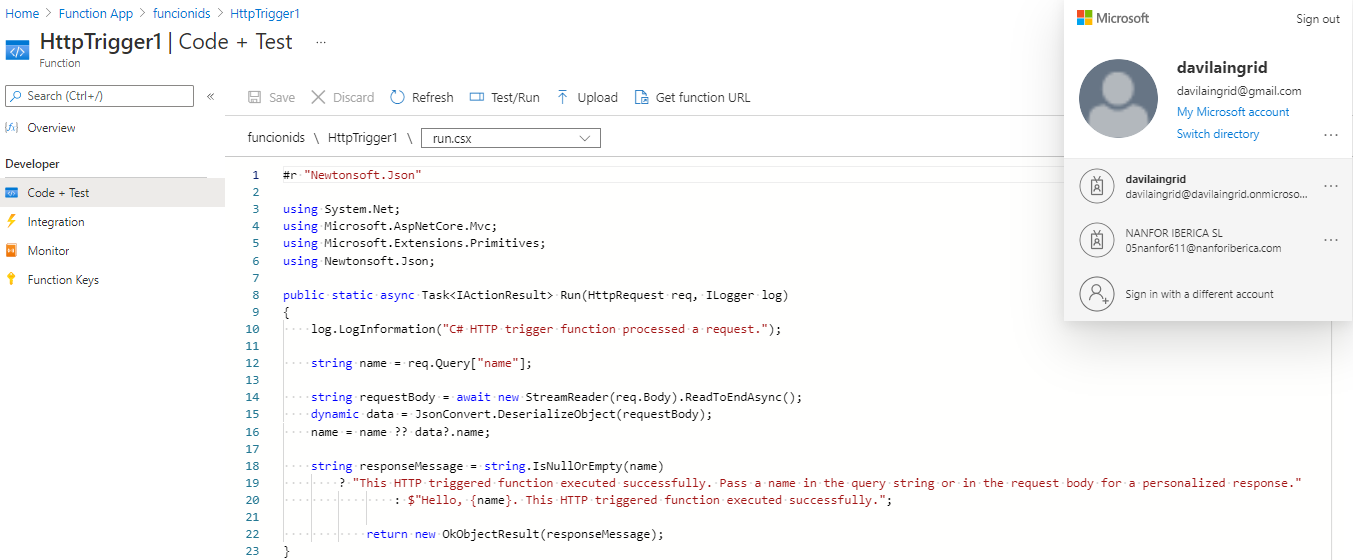 Home > Function App > funcionids > HttpTrigger1
HttpTrigger1 | Code + Test ...
Function
Search (Ctrl+/) «
Overview
Developer
Code + Test
Integration
Monitor
Function Keys
Save Discard Refresh Test/Run Upload Get function URL
funcionids \ HttpTrigger1 \ run.csx
1 #r "Newtonsoft.Json"
2
3 using System.Net;
4 using Microsoft.AspNetCore.Mvc;
5 using Microsoft.Extensions.Primitives;
6 using Newtonsoft.Json;
7
8 public static async Task<IActionResult> Run(HttpRequest req, ILogger log)
9 {
10 log.LogInformation("C# HTTP trigger function processed a request.");
11
12 string name = req.Query["name"];
13
14 string requestBody = await new StreamReader(req.Body).ReadToEndAsync();
15 dynamic data = JsonConvert.DeserializeObject(requestBody);
16 name = name ?? data?.name;
17
18 string responseMessage = string.IsNullOrEmpty(name)
19 ? "This HTTP triggered function executed successfully. Pass a name in the query string or in the request body for a personalized response."
20 : $"Hello, {name}. This HTTP triggered function executed successfully.";
21
22 return new OkObjectResult(responseMessage);
23 }
Microsoft Sign out
davilaingrid
davilaingrid@gmail.com
My Microsoft account
Switch directory ...
davilaingrid
davilaingrid@davilaingrid.onmicroso... ...
NANFOR IBERICA SL
05nanfor611@nanforiberica.com ...
Sign in with a different account